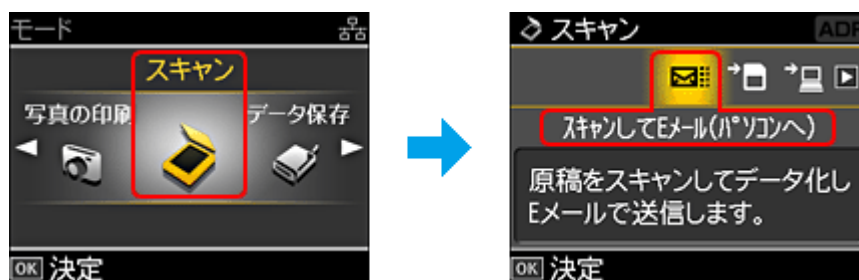 モード
スキャン
写真の印刷
データ保存
OK 決定
スキャン
ADF
ｽｷｬﾝしてEﾒｰﾙ(ﾊﾟｿｺﾝへ)
原稿をスキャンしてデータ化し
Eメールで送信します。
OK 決定